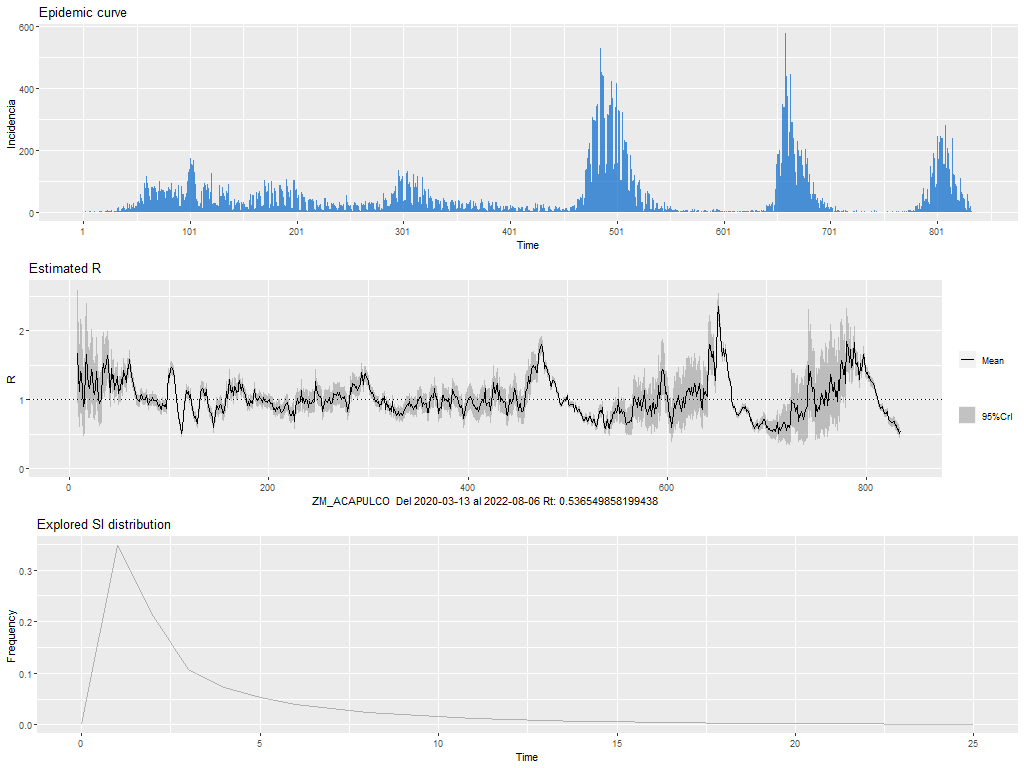 Epidemic curve
600
400
200
0
Incidencia
1
101
201
301
401
501
601
701
801
Time
Estimated R
2
1
0
R
0
200
400
600
800
ZM_ACAPULCO Del 2020-03-13 al 2022-08-06 Rt: 0.536549858199438
Mean
95%CrI
Explored SI distribution
0.3
0.2
0.1
0.0
Frequency
0
5
10
15
20
25
Time